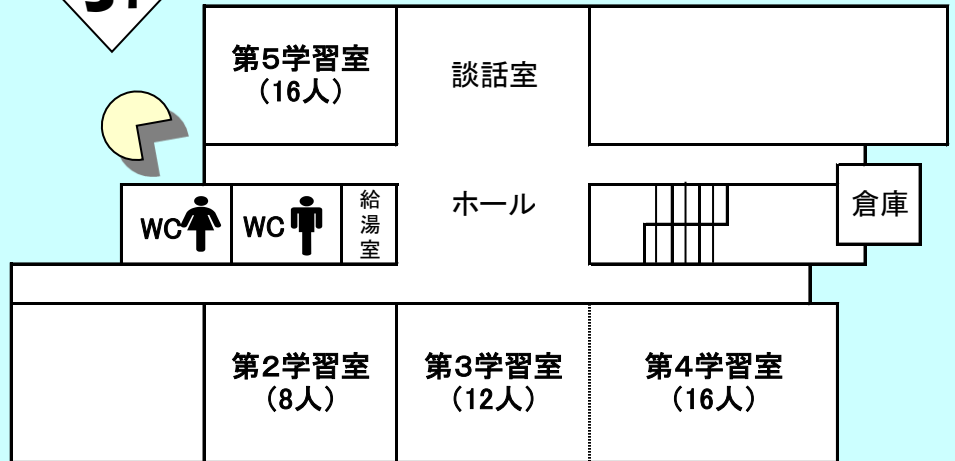 第5学習室
（16人）
談話室
WC
WC
給湯室
ホール
倉庫
第2学習室
（8人）
第3学習室
（12人）
第4学習室
（16人）